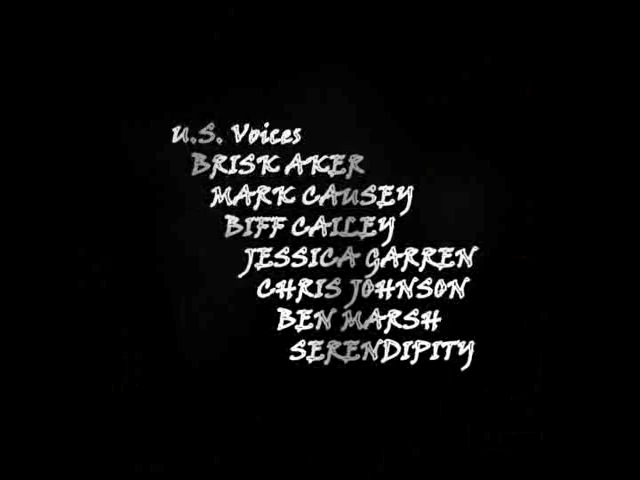 U.S. Voices
BRISK AKER
MARK CAUSEY
BIFF CAILEY
JESSICA GARREN
CHRIS JOHNSON
BEN MARSH
SERENDIPITY